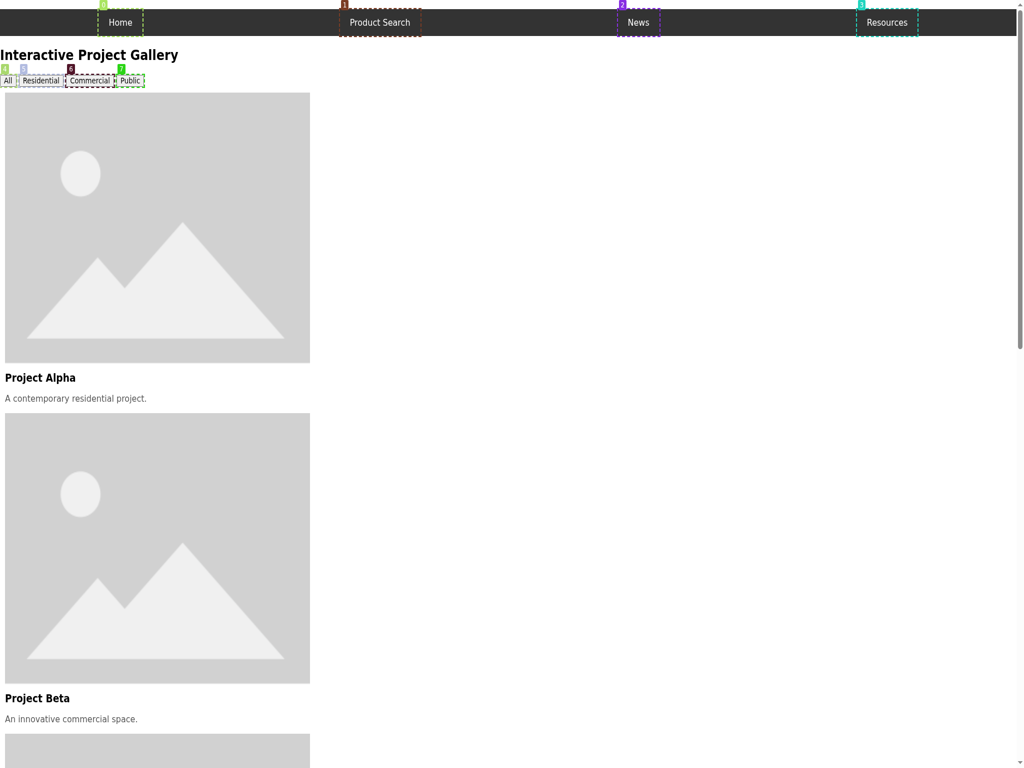 0 1 2 3
Home Product Search News Resources
Interactive Project Gallery
4 5 6 7
All Residential Commercial Public
Project Alpha
A contemporary residential project.
Project Beta
An innovative commercial space.